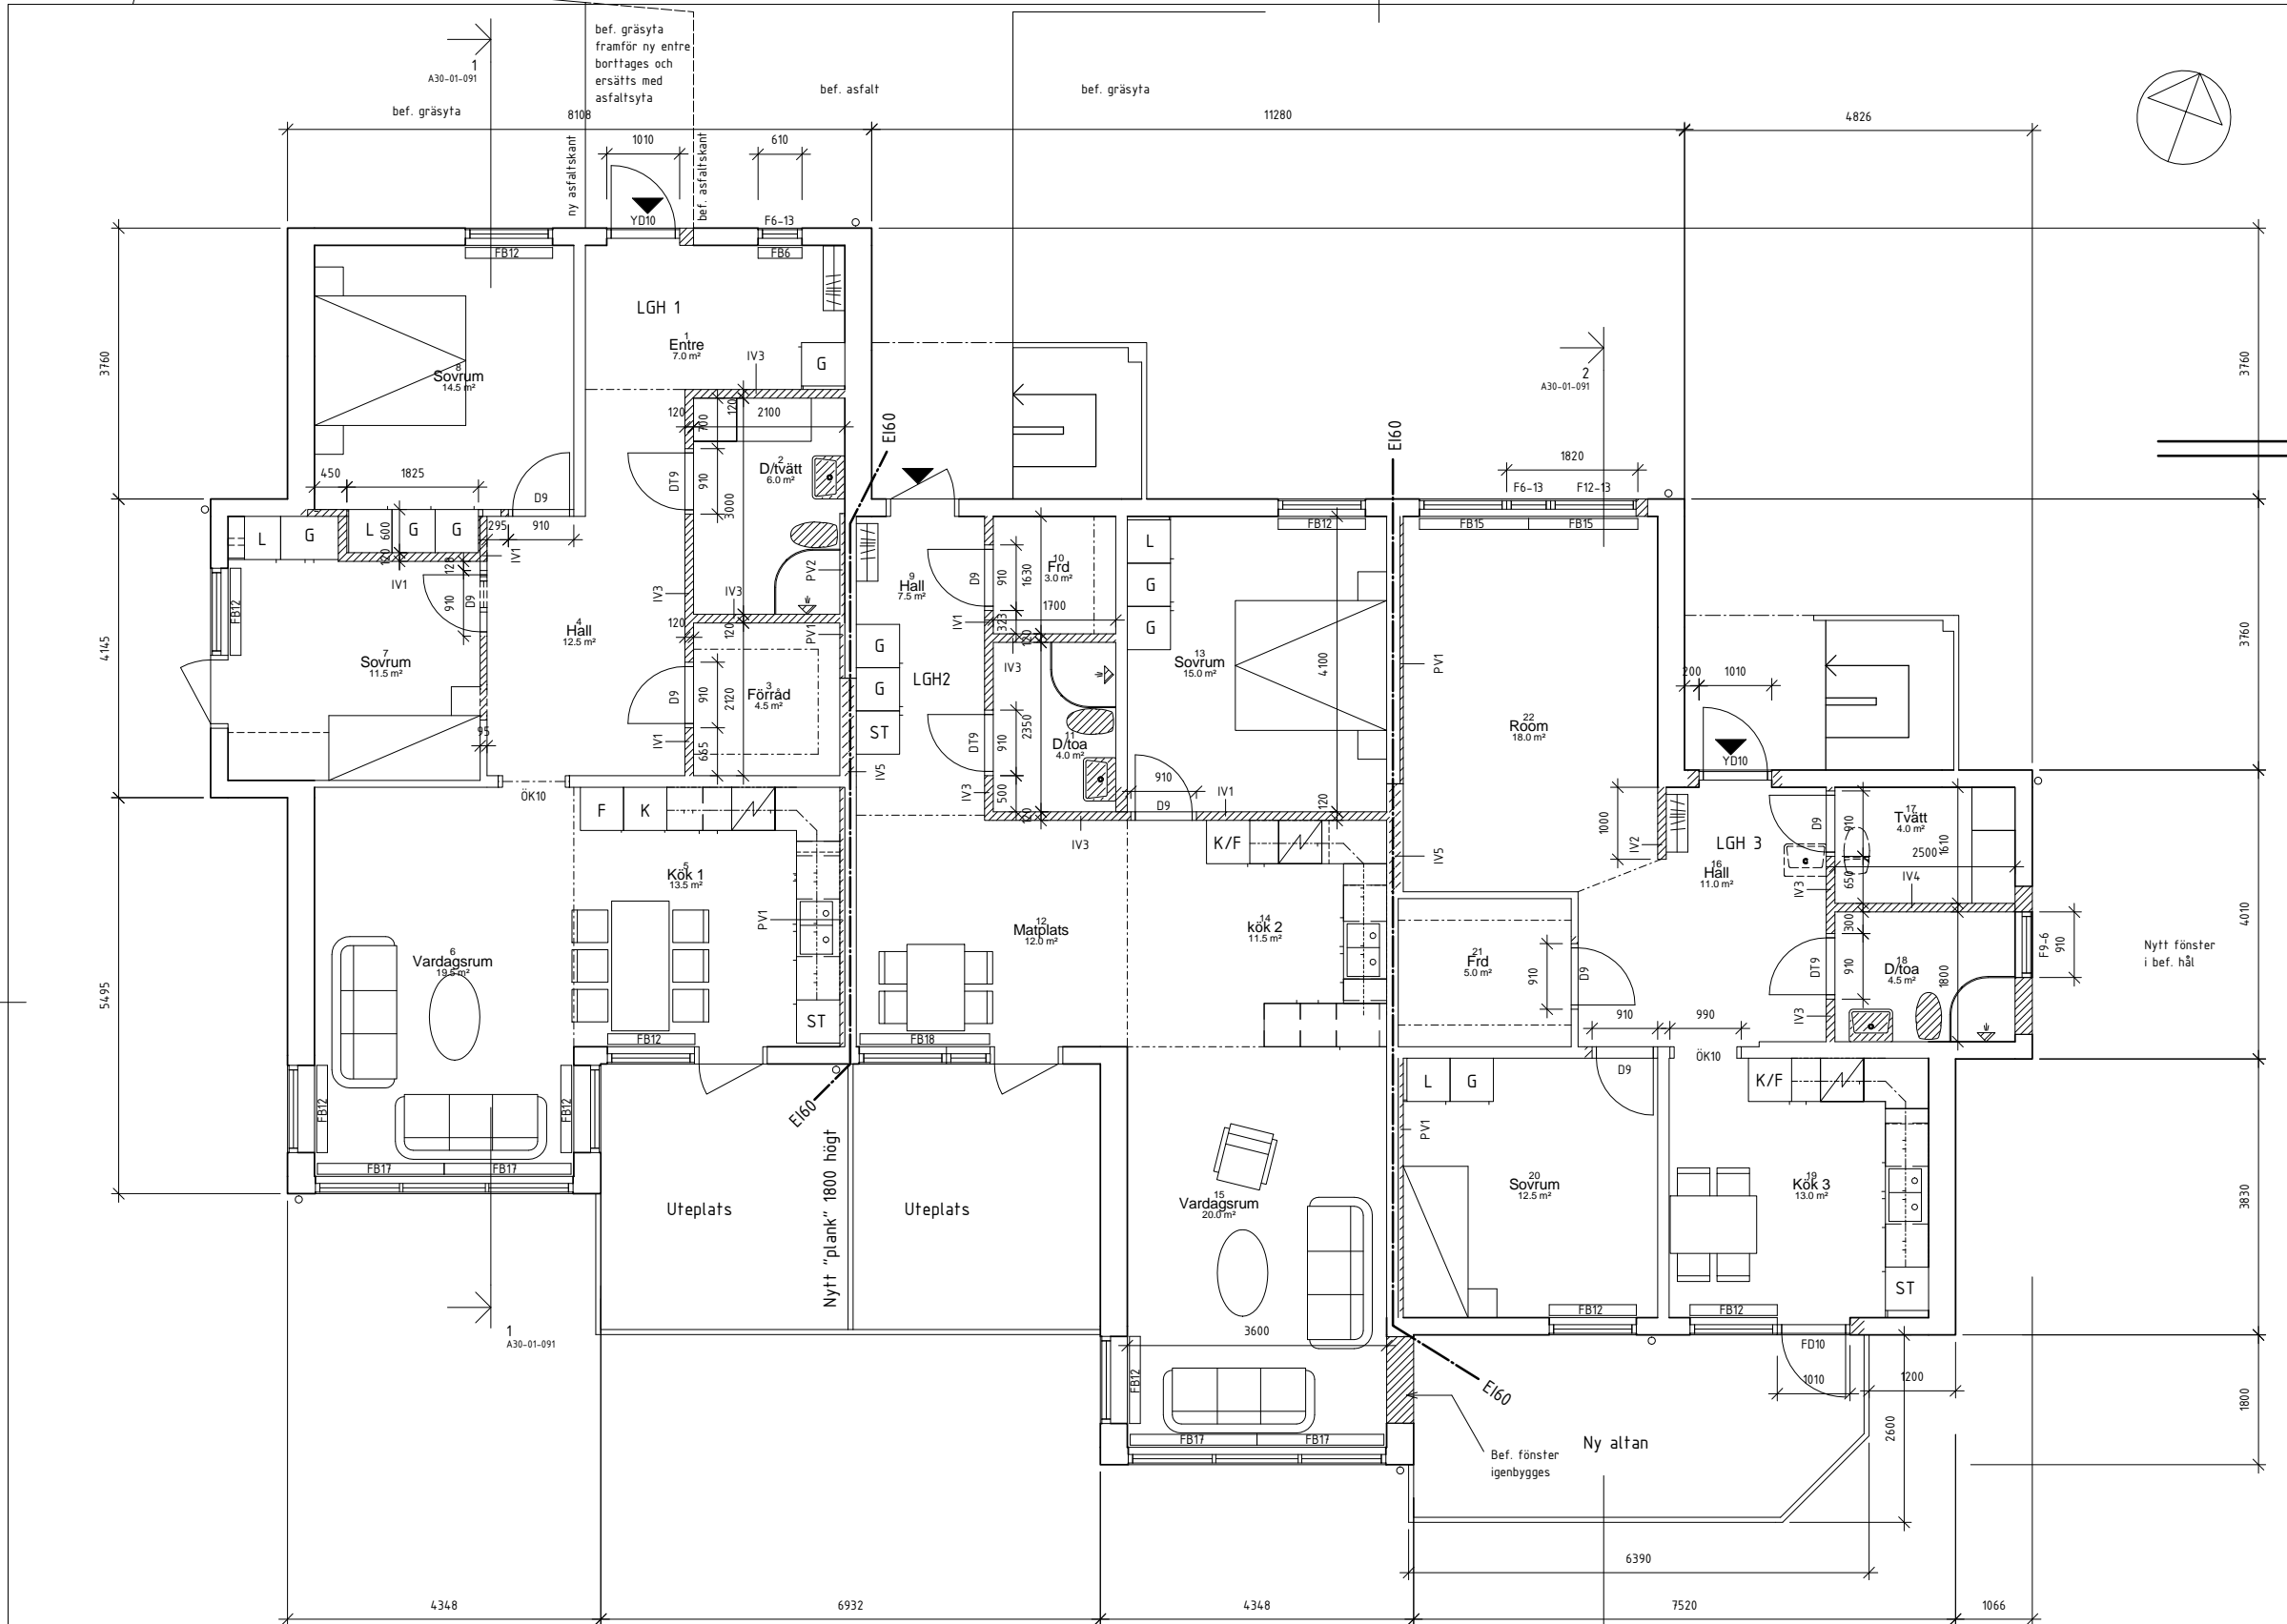 bef. gräsyta
framför ny entre
borttages och
ersätts med
asfaltsyta
1
A30-01-091
bef. gräsyta
bef. asfalt
bef. gräsyta
8108
11280
4826
ny asfaltskant
bef. asfaltskant
1010
610
YD10
F6-13
FB12
FB6
3760
3760
LGH 1
1
Entre
7.0 m²
IV3
G
8
Sovrum
14.5 m²
2
A30-01-091
120
700
120
2100
EI60
EI60
450
1825
D9
DT9
910
3000
2
D/tvätt
6.0 m²
1820
F6-13
F12-13
FB12
FB15
FB15
L
G
L
600
G
G
295
910
120
128
IV1
IV1
910
D9
FB12
PV2
IV3
IV3
9
Hall
7.5 m²
D9
910
1630
10
Frd
3.0 m²
1700
323
IV1
120
L
G
G
4145
7
Sovrum
11.5 m²
4
Hall
12.5 m²
120
120
PV1
D9
910
2120
3
Förråd
4.5 m²
665
IV1
95
G
G
ST
LGH2
IV3
DT9
910
2350
11
D/toa
4.0 m²
500
IV3
120
IV5
13
Sovrum
15.0 m²
4100
PV1
910
D9
IV1
120
IV3
22
Room
18.0 m²
3760
200
1010
YD10
ÖK10
F
K
K/F
IV5
1000
IV2
LGH 3
16
Hall
11.0 m²
D9
910
17
Tvätt
4.0 m²
1610
2500
650
IV3
IV4
5
Kök 1
13.5 m²
PV1
ST
6
Vardagsrum
19.5 m²
5495
12
Matplats
12.0 m²
14
kök 2
11.5 m²
21
Frd
5.0 m²
910
D9
300
DT9
910
18
D/toa
4.5 m²
1800
IV3
F9-6
910
4010
Nytt fönster
i bef. hål
FB12
FB18
910
990
ÖK10
D9
L
G
K/F
FB12
FB12
FB17
FB17
EI60
Nytt "plank" 1800 högt
Uteplats
Uteplats
PV1
15
Vardagsrum
20.0 m²
20
Sovrum
12.5 m²
19
Kök 3
13.0 m²
ST
3830
FB12
FB12
1
A30-01-091
3600
FB12
FD10
1010
1200
EI60
2600
1800
FB17
FB17
Bef. fönster
igenbygges
Ny altan
6390
4348
6932
4348
7520
1066